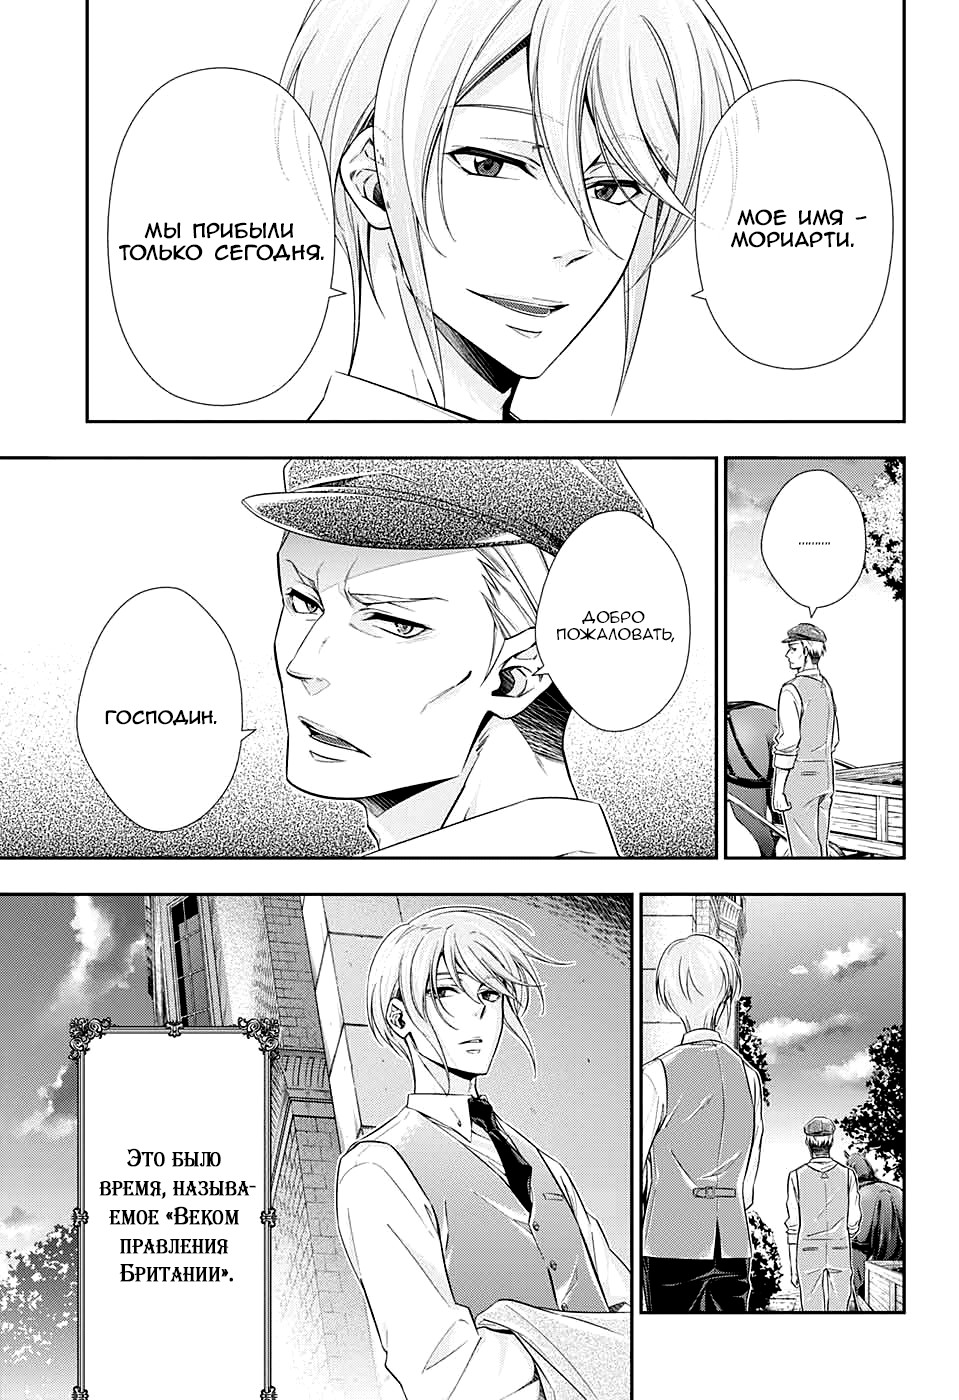 МОЕ ИМЯ –
МОРИАРТИ.
МЫ ПРИБЫЛИ
ТОЛЬКО СЕГОДНЯ.
..........
ДОБРО
ПОЖАЛОВАТЬ,
ГОСПОДИН.
Это было
время, называ-
емое «Веком
правления
Британии».